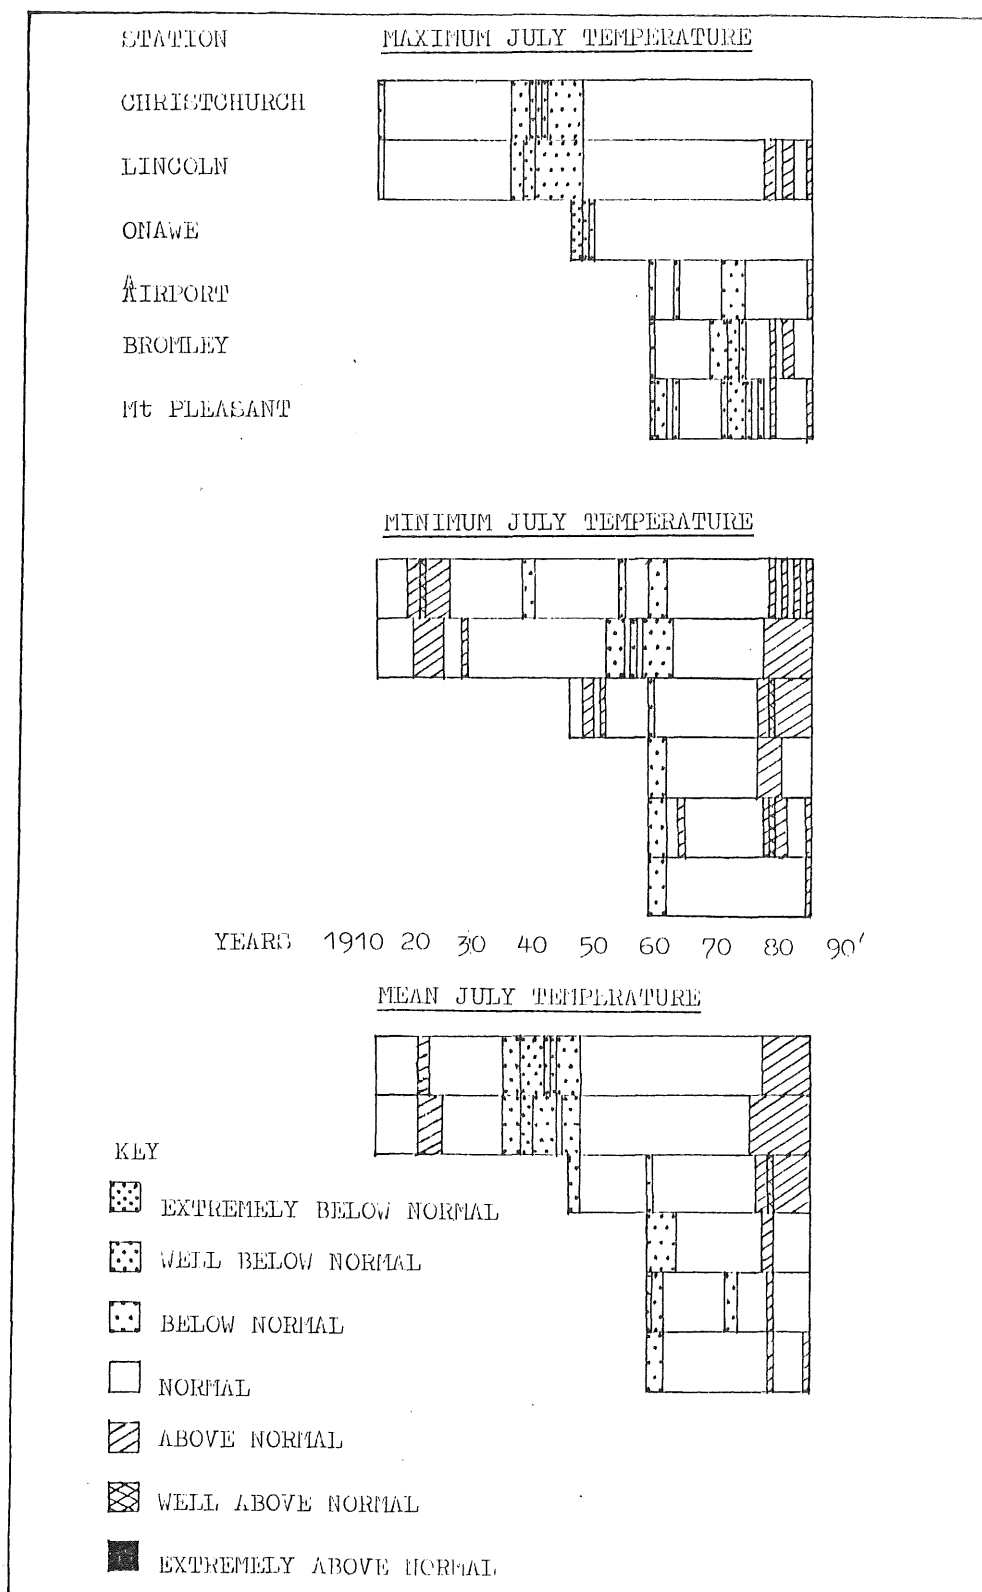 STATION MAXIMUM JULY TEMPERATURE
CHRISTCHURCH
LINCOLN
ONAWE
AIRPORT
BROMLEY
Mt PLEASANT
MINIMUM JULY TEMPERATURE
YEARS 1910 20 30 40 50 60 70 80 90'
MEAN JULY TEMPERATURE
KEY
EXTREMELY BELOW NORMAL
WELL BELOW NORMAL
BELOW NORMAL
NORMAL
ABOVE NORMAL
WELL ABOVE NORMAL
EXTREMELY ABOVE NORMAL